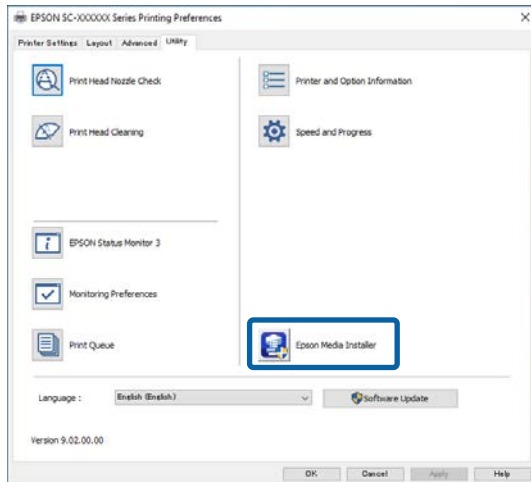 EPSON SC-XXXXXX Series Printing Preferences
Printer Settings Layout Advanced Utility
Print Head Nozzle Check
Printer and Option Information
Print Head Cleaning
Speed and Progress
EPSON Status Monitor 3
Monitoring Preferences
Print Queue
Epson Media Installer
Language : English (English) Software Update
Version 9.02.00.00
OK Cancel Apply Help